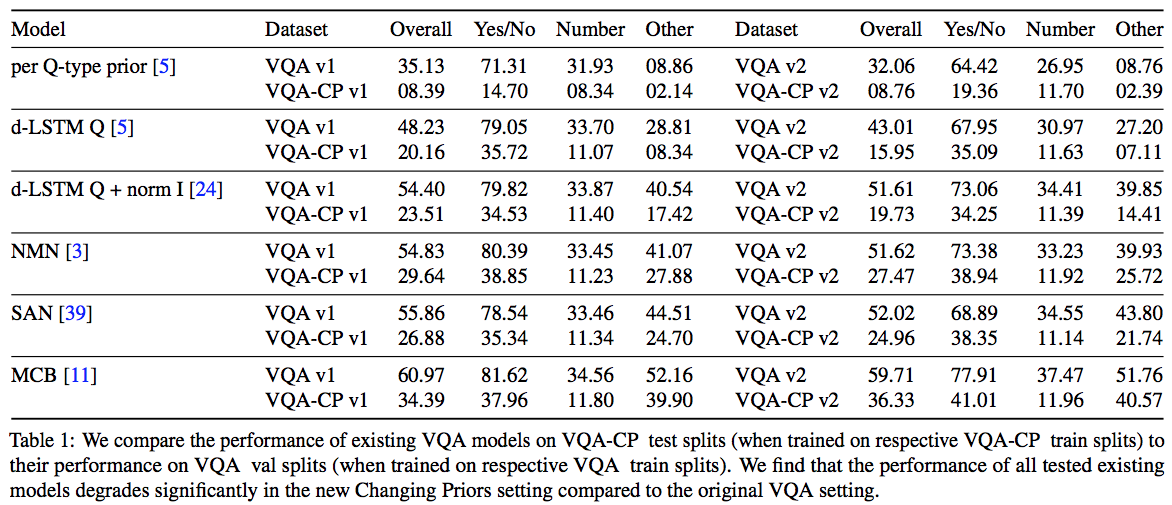 Model Dataset Overall Yes/No Number Other Dataset Overall Yes/No Number Other
per Q-type prior [5] VQA v1 35.13 71.31 31.93 08.86 VQA v2 32.06 64.42 26.95 08.76
VQA-CP v1 08.39 14.70 08.34 02.14 VQA-CP v2 08.76 19.36 11.70 02.39
d-LSTM Q [5] VQA v1 48.23 79.05 33.70 28.81 VQA v2 43.01 67.95 30.97 27.20
VQA-CP v1 20.16 35.72 11.07 08.34 VQA-CP v2 15.95 35.09 11.63 07.11
d-LSTM Q + norm I [24] VQA v1 54.40 79.82 33.87 40.54 VQA v2 51.61 73.06 34.41 39.85
VQA-CP v1 23.51 34.53 11.40 17.42 VQA-CP v2 19.73 34.25 11.39 14.41
NMN [3] VQA v1 54.83 80.39 33.45 41.07 VQA v2 51.62 73.38 33.23 39.93
VQA-CP v1 29.64 38.85 11.23 27.88 VQA-CP v2 27.47 38.94 11.92 25.72
SAN [39] VQA v1 55.86 78.54 33.46 44.51 VQA v2 52.02 68.89 34.55 43.80
VQA-CP v1 26.88 35.34 11.34 24.70 VQA-CP v2 24.96 38.35 11.14 21.74
MCB [11] VQA v1 60.97 81.62 34.56 52.16 VQA v2 59.71 77.91 37.47 51.76
VQA-CP v1 34.39 37.96 11.80 39.90 VQA-CP v2 36.33 41.01 11.96 40.57
Table 1: We compare the performance of existing VQA models on VQA-CP test splits (when trained on respective VQA-CP train splits) to
their performance on VQA val splits (when trained on respective VQA train splits). We find that the performance of all tested existing
models degrades significantly in the new Changing Priors setting compared to the original VQA setting.